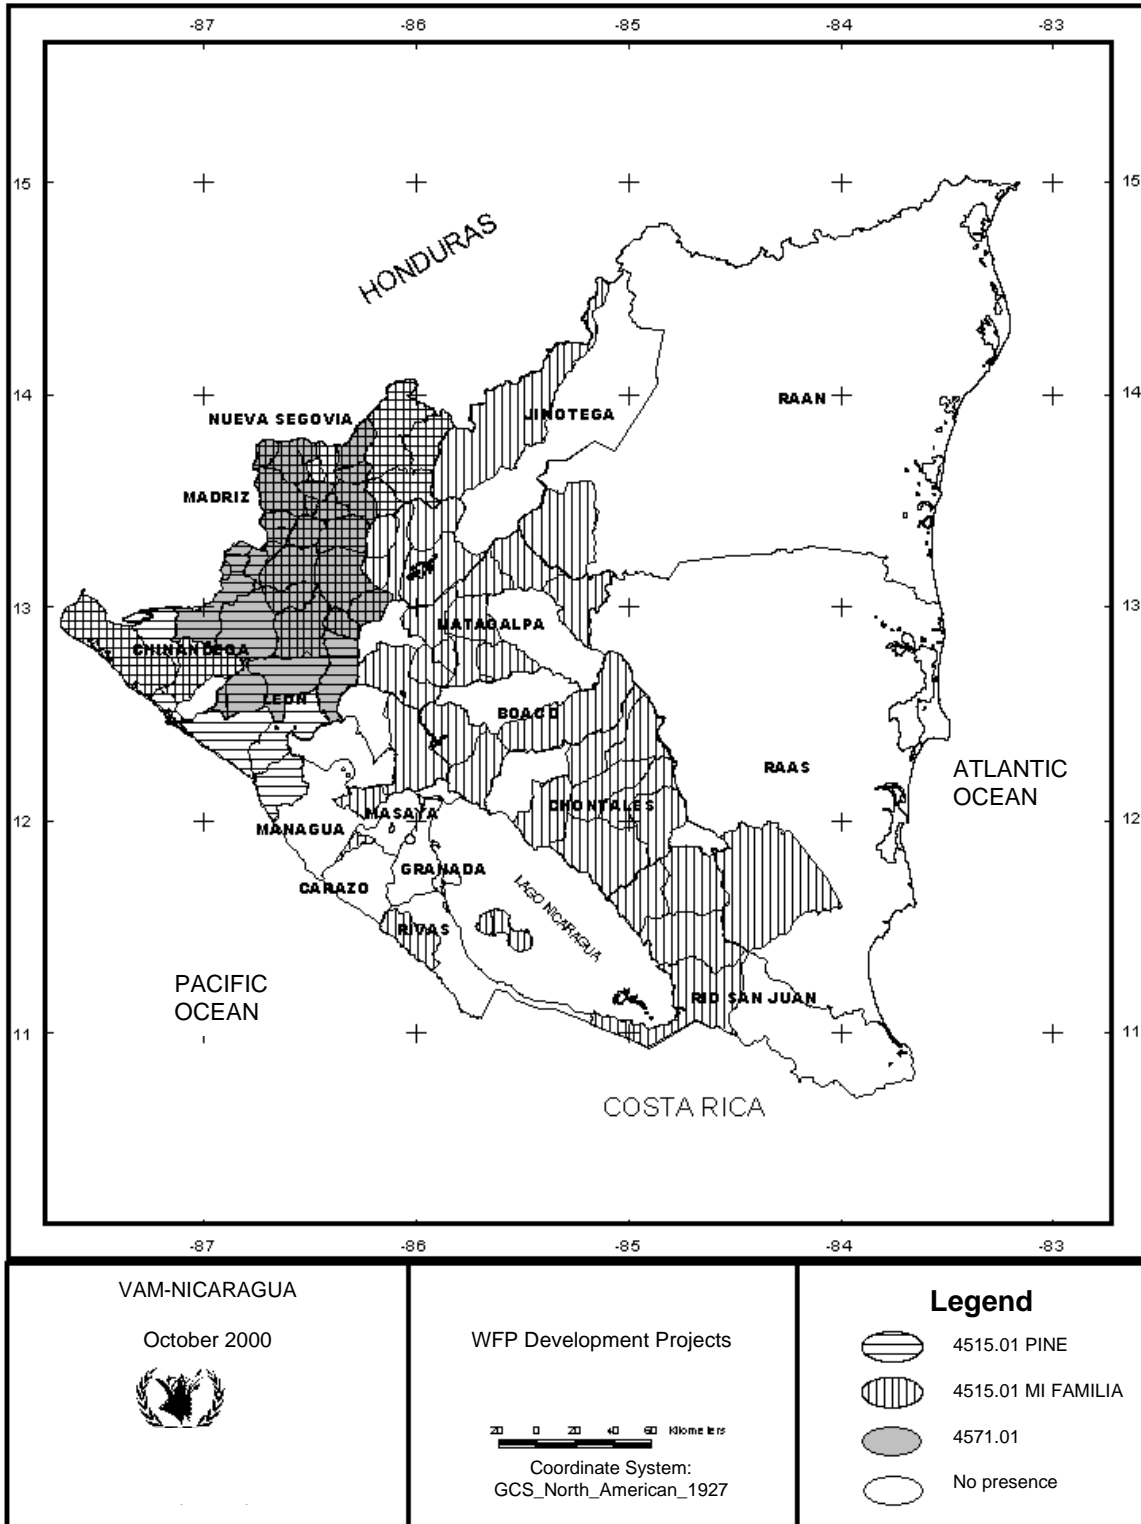 -87 -86 -85 -84 -83
15 15
HONDURAS
14 14
NUEVA SEGOVIA
JINOTEGA
RAAN
MADRIZ
13 13
CHINANDEGA
MATAGALPA
LEON
BOACO
RAAS
ATLANTIC
OCEAN
CHONTALES
MASAYA
12 12
MANAGUA
GRANADA
CARAZO
LAGO NICARAGUA
RIVAS
PACIFIC
OCEAN
RIO SAN JUAN
11 11
COSTA RICA
-87 -86 -85 -84 -83
VAM-NICARAGUA
October 2000
WFP Development Projects
20 0 20 40 60 Kilometers
Coordinate System:
GCS_North_American_1927
Legend
4515.01 PINE
4515.01 MI FAMILIA
4571.01
No presence